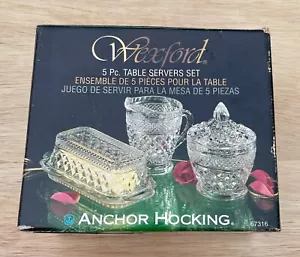 Wexford®
5 Pc. TABLE SERVERS SET
ENSEMBLE DE 5 PIÈCES POUR LA TABLE
JUEGO DE SERVIR PARA LA MESA DE 5 PIEZAS
ANCHOR HOCKING®
67316